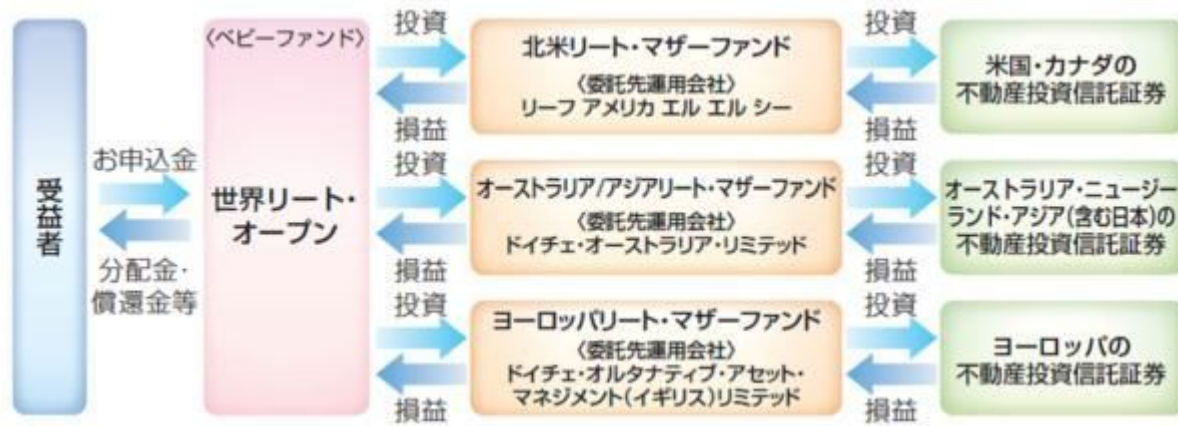 受益者
お申込金
分配金・
償還金等
〈ベビーファンド〉
世界リート・
オープン
投資
損益
北米リート・マザーファンド
〈委託先運用会社〉
リーフ アメリカ エル エル シー
投資
損益
米国・カナダの
不動産投資信託証券
投資
損益
オーストラリア/アジアリート・マザーファンド
〈委託先運用会社〉
ドイチェ・オーストラリア・リミテッド
投資
損益
オーストラリア・ニュージー
ランド・アジア(含む日本)の
不動産投資信託証券
投資
損益
ヨーロッパリート・マザーファンド
〈委託先運用会社〉
ドイチェ・オルタナティブ・アセット・
マネジメント(イギリス)リミテッド
投資
損益
ヨーロッパの
不動産投資信託証券